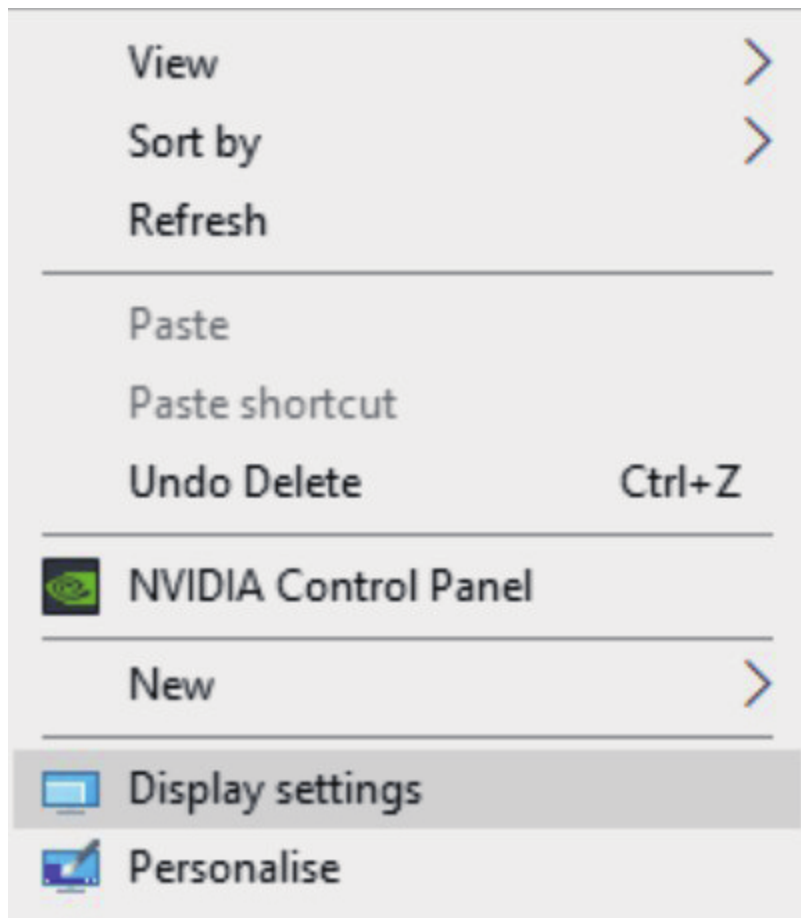 View
Sort by
Refresh
Paste
Paste shortcut
Undo Delete Ctrl+Z
NVIDIA Control Panel
New
Display settings
Personalise